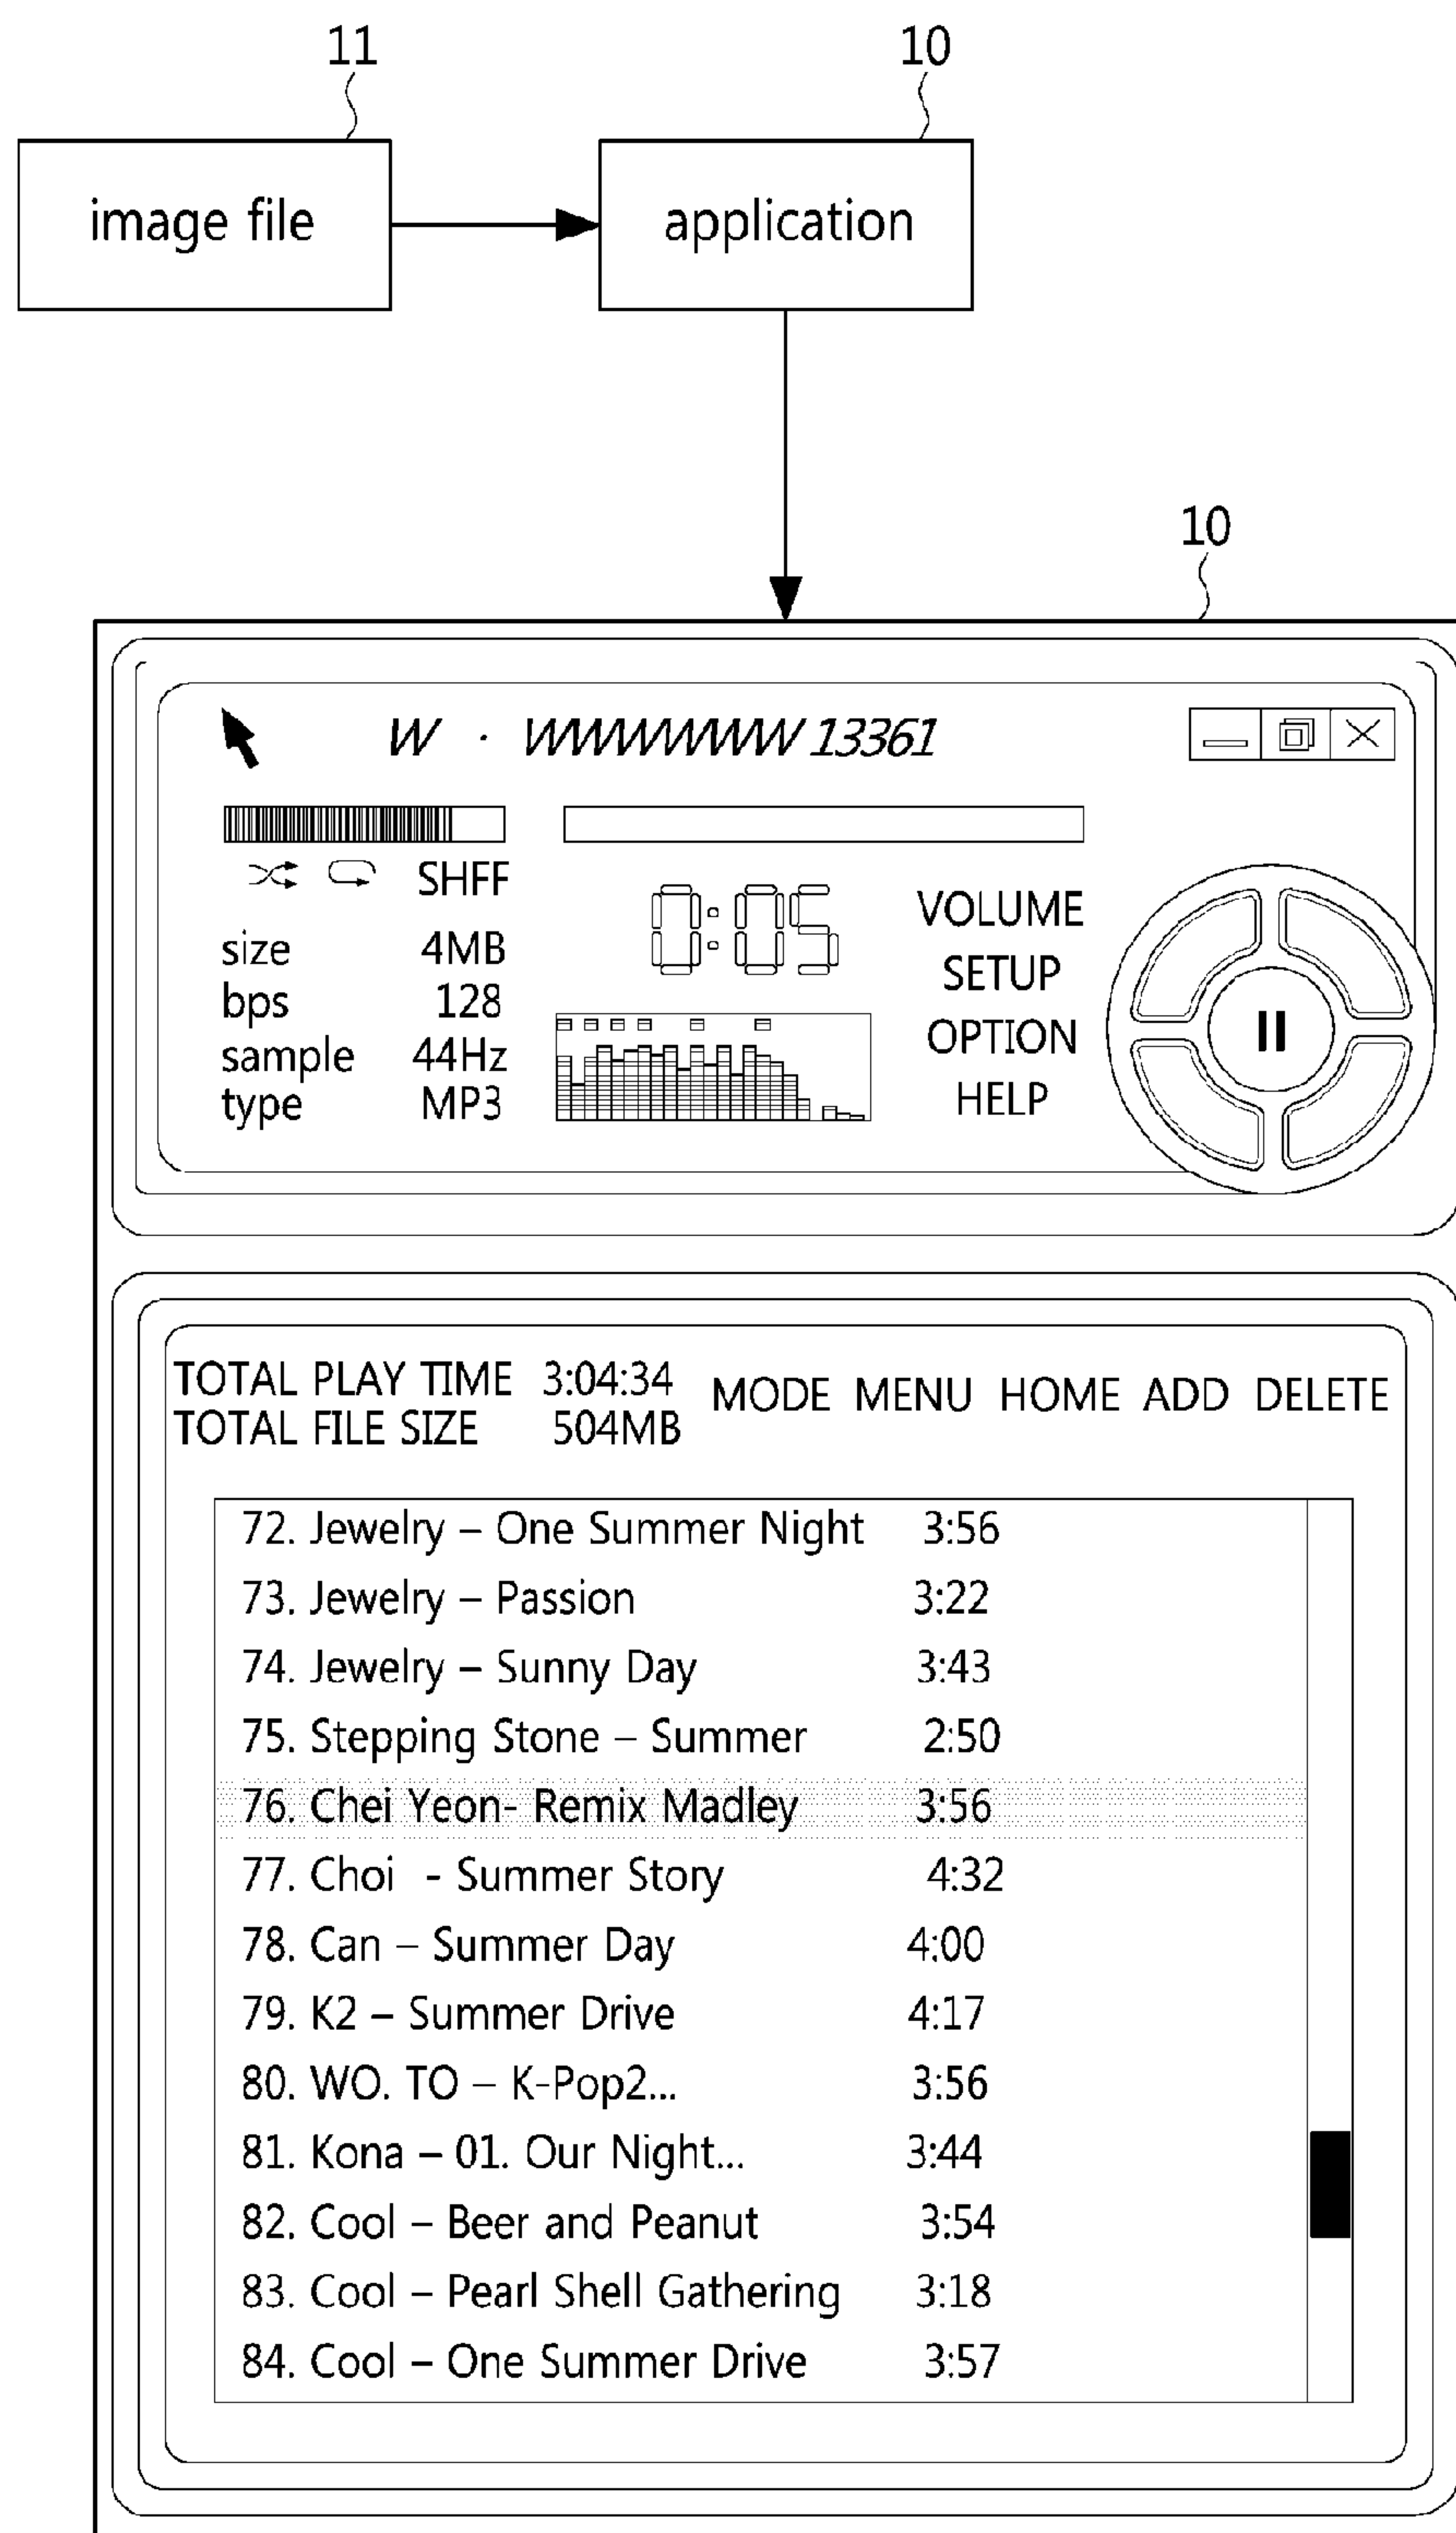 11
10
image file
application
10
W · WWWWWW 13361
SHFF
0:05
VOLUME
size 4MB
SETUP
bps 128
OPTION
sample 44Hz
HELP
type MP3
TOTAL PLAY TIME 3:04:34
MODE MENU HOME ADD DELETE
TOTAL FILE SIZE 504MB
72. Jewelry – One Summer Night 3:56
73. Jewelry – Passion 3:22
74. Jewelry – Sunny Day 3:43
75. Stepping Stone – Summer 2:50
76. Chei Yeon- Remix Madley 3:56
77. Choi - Summer Story 4:32
78. Can – Summer Day 4:00
79. K2 – Summer Drive 4:17
80. WO. TO – K-Pop2... 3:56
81. Kona – 01. Our Night... 3:44
82. Cool – Beer and Peanut 3:54
83. Cool – Pearl Shell Gathering 3:18
84. Cool – One Summer Drive 3:57